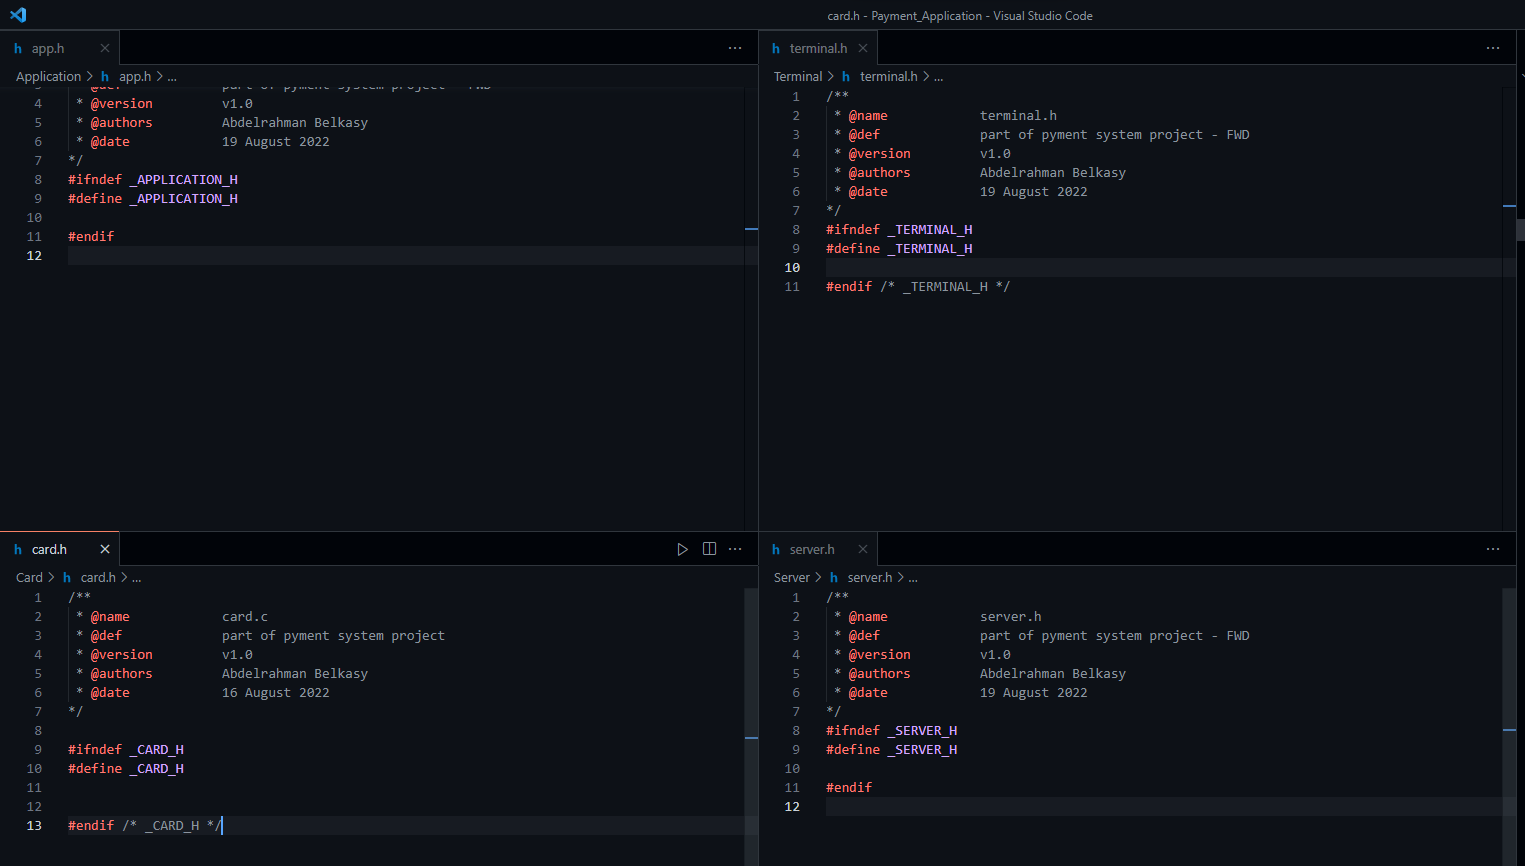 card.h - Payment_Application - Visual Studio Code
h app.h
Application > h app.h > ...
3 * @def part of pyment system project - FWD
4 * @version v1.0
5 * @authors Abdelrahman Belkasy
6 * @date 19 August 2022
7 */
8 #ifndef _APPLICATION_H
9 #define _APPLICATION_H
10
11 #endif
12
h terminal.h
Terminal > h terminal.h > ...
1 /**
2 * @name terminal.h
3 * @def part of pyment system project - FWD
4 * @version v1.0
5 * @authors Abdelrahman Belkasy
6 * @date 19 August 2022
7 */
8 #ifndef _TERMINAL_H
9 #define _TERMINAL_H
10
11 #endif /* _TERMINAL_H */
h card.h
Card > h card.h > ...
1 /**
2 * @name card.c
3 * @def part of pyment system project
4 * @version v1.0
5 * @authors Abdelrahman Belkasy
6 * @date 16 August 2022
7 */
8
9 #ifndef _CARD_H
10 #define _CARD_H
11
12
13 #endif /* _CARD_H */
h server.h
Server > h server.h > ...
1 /**
2 * @name server.h
3 * @def part of pyment system project - FWD
4 * @version v1.0
5 * @authors Abdelrahman Belkasy
6 * @date 19 August 2022
7 */
8 #ifndef _SERVER_H
9 #define _SERVER_H
10
11 #endif
12